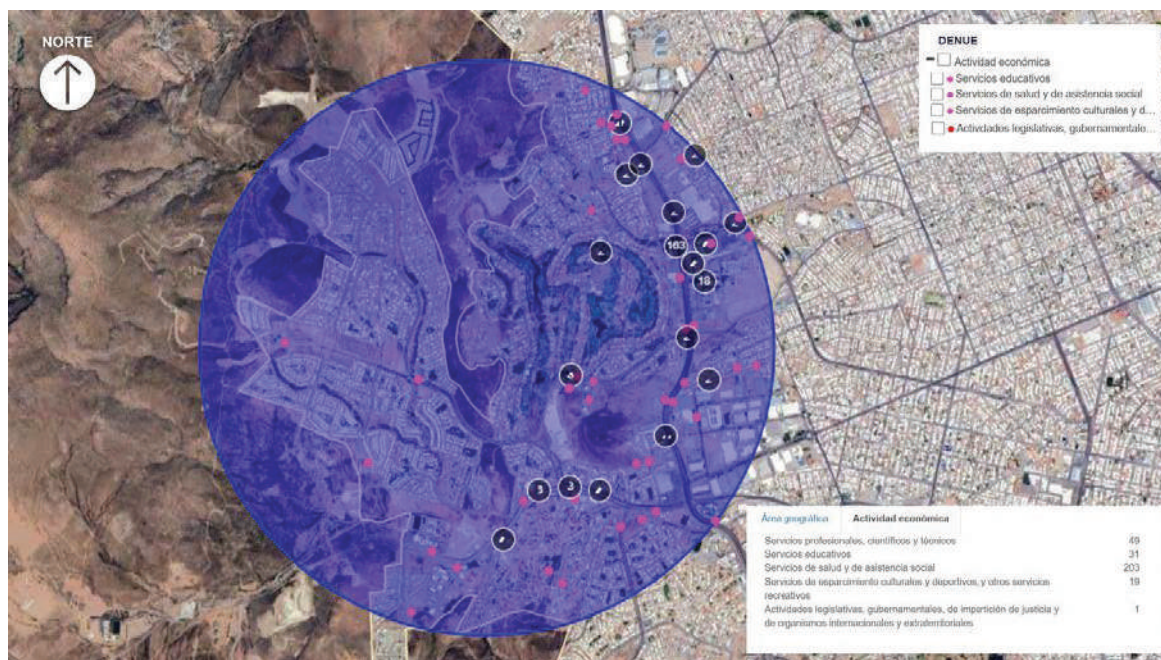 NORTE
DENUE
Actividad económica
Servicios educativos
Servicios de salud y de asistencia social
Servicios de esparcimiento culturales y d...
Actividades legislativas, gubernamentale...
163
18
3
Área geográfica Actividad económica
Servicios profesionales, científicos y técnicos 49
Servicios educativos 31
Servicios de salud y de asistencia social 203
Servicios de esparcimiento culturales y deportivos, y otros servicios 19
recreativos
Actividades legislativas, gubernamentales, de impartición de justicia y 1
de organismos internacionales y extraterritoriales